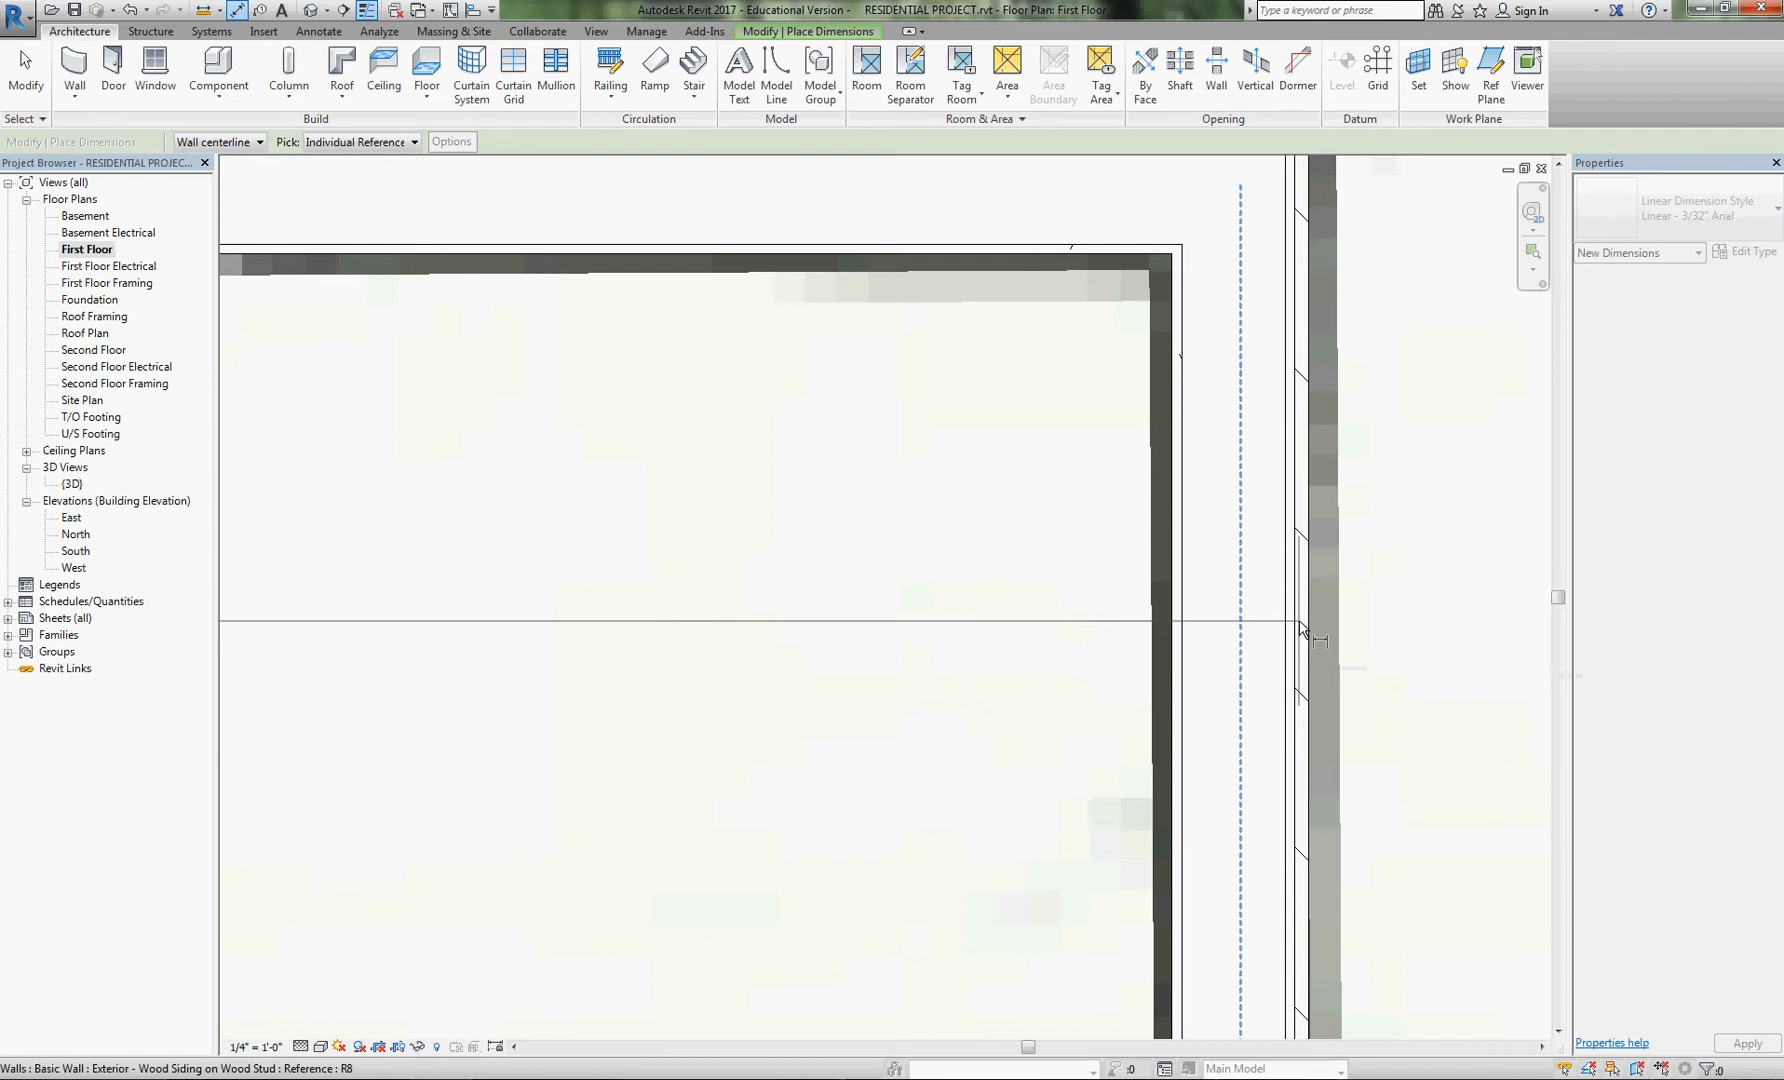 Autodesk Revit 2017 - Educational Version - RESIDENTIAL PROJECT.rvt - Floor Plan: First Floor
Type a keyword or phrase
Sign In
Architecture Structure Systems Insert Annotate Analyze Massing & Site Collaborate View Manage Add-Ins Modify | Place Dimensions
Modify Wall Door Window Component Column Roof Ceiling Floor Curtain System Curtain Grid Mullion Railing Ramp Stair Model Text Model Line Model Group Room Room Separator Tag Room Area Area Boundary Tag Area By Face Shaft Wall Vertical Dormer Level Grid Set Show Ref Plane Viewer
Select Build Circulation Model Room & Area Opening Datum Work Plane
Modify | Place Dimensions Wall centerline Pick: Individual Reference Options
Project Browser - RESIDENTIAL PROJEC...
Views (all)
Floor Plans
Basement
Basement Electrical
First Floor
First Floor Electrical
First Floor Framing
Foundation
Roof Framing
Roof Plan
Second Floor
Second Floor Electrical
Second Floor Framing
Site Plan
T/O Footing
U/S Footing
Ceiling Plans
3D Views
{3D}
Elevations (Building Elevation)
East
North
South
West
Legends
Schedules/Quantities
Sheets (all)
Families
Groups
Revit Links
2D
Properties
Linear Dimension Style
Linear - 3/32" Arial
New Dimensions Edit Type
Properties help Apply
1/4" = 1'-0"
Walls : Basic Wall : Exterior - Wood Siding on Wood Stud : Reference : R8
:0
Main Model
:0